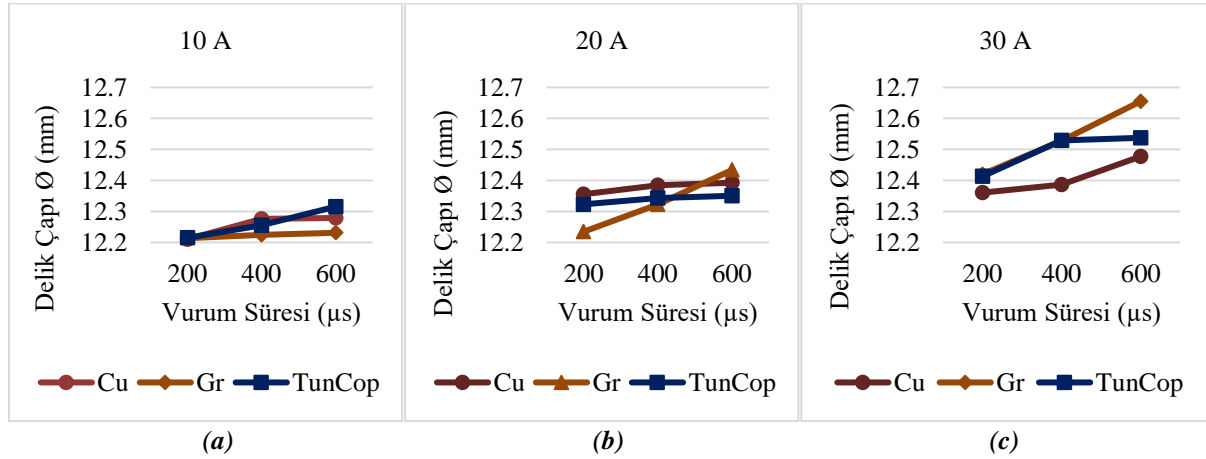 10 A
12.7
12.6
12.5
12.4
12.3
12.2
Delik Çapı Ø (mm)
200 400 600
Vurum Süresi (µs)
Cu Gr TunCop
(a)
20 A
12.7
12.6
12.5
12.4
12.3
12.2
Delik Çapı Ø (mm)
200 400 600
Vurum Süresi (µs)
Cu Gr TunCop
(b)
30 A
12.7
12.6
12.5
12.4
12.3
12.2
Delik Çapı Ø (mm)
200 400 600
Vurum Süresi (µs)
Cu Gr TunCop
(c)